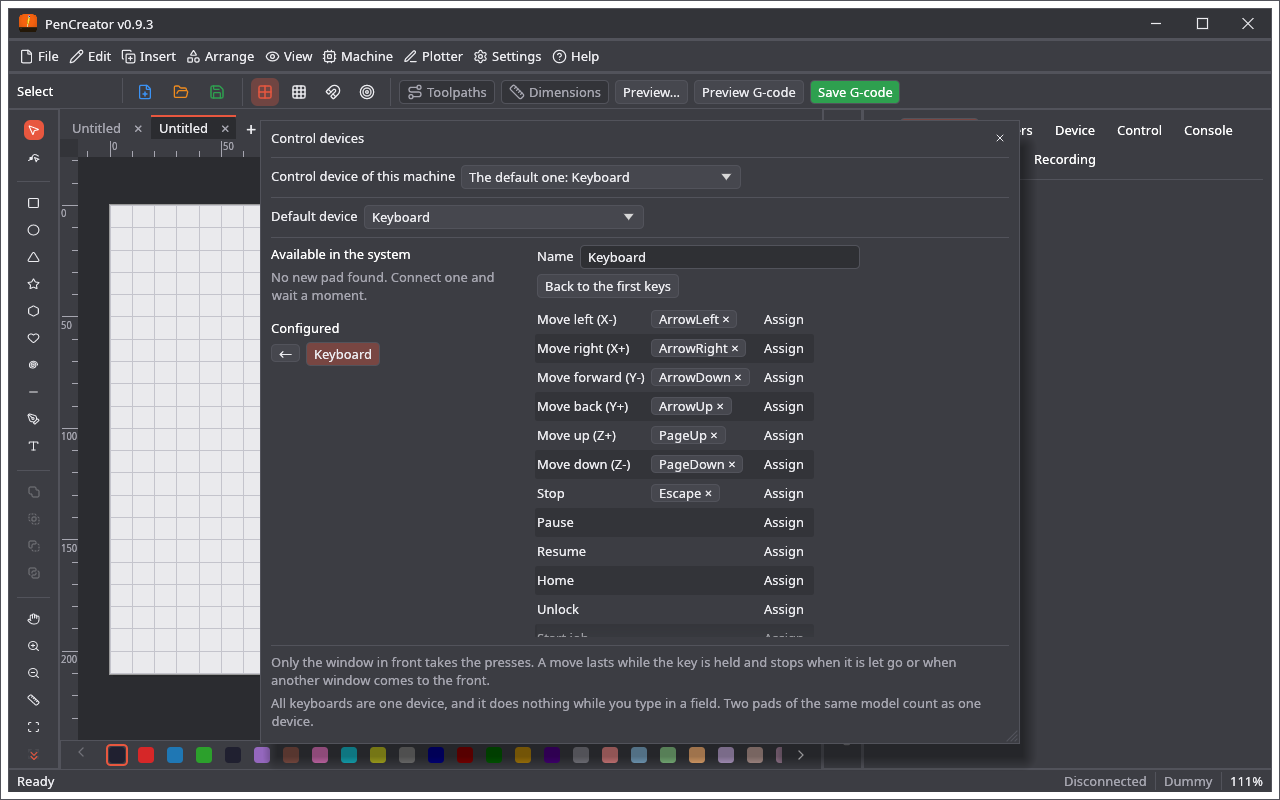 PenCreator v0.9.3
File Edit Insert Arrange View Machine Plotter Settings Help
Select
Toolpaths Dimensions Preview... Preview G-code Save G-code
Untitled × Untitled × +
Device Control Console
Recording
0 50
0
50
100
150
200
Control devices ×
Control device of this machine The default one: Keyboard
Default device Keyboard
Available in the system
No new pad found. Connect one and
wait a moment.
Configured
← Keyboard
Name Keyboard
Back to the first keys
Move left (X-) ArrowLeft × Assign
Move right (X+) ArrowRight × Assign
Move forward (Y-) ArrowDown × Assign
Move back (Y+) ArrowUp × Assign
Move up (Z+) PageUp × Assign
Move down (Z-) PageDown × Assign
Stop Escape × Assign
Pause Assign
Resume Assign
Home Assign
Unlock Assign
Only the window in front takes the presses. A move lasts while the key is held and stops when it is let go or when
another window comes to the front.
All keyboards are one device, and it does nothing while you type in a field. Two pads of the same model count as one
device.
Ready
Disconnected Dummy 111%